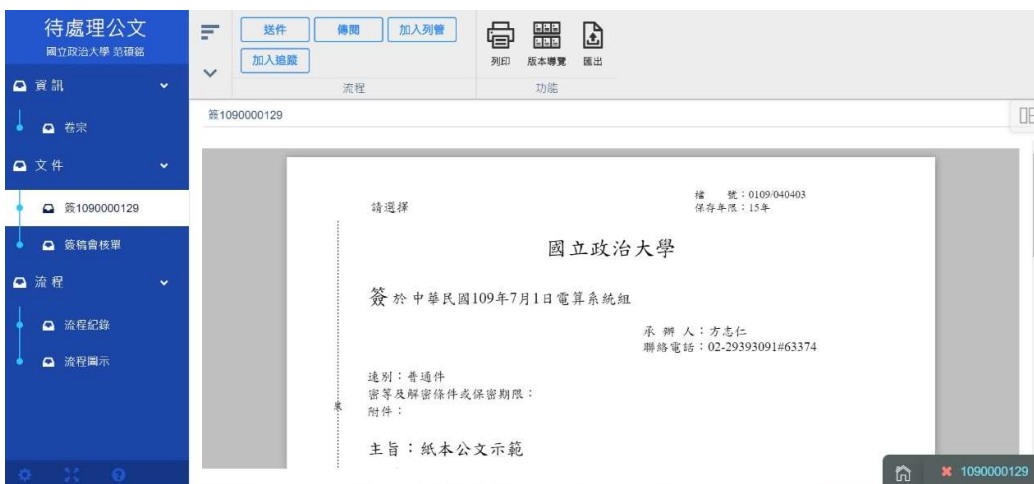 待處理公文
國立政治大學 范碩銘
資訊
卷宗
文件
簽1090000129
簽稿會核單
流程
流程紀錄
流程圖示
送件
傳閱
加入列管
加入追蹤
流程
列印
版本導覽
匯出
功能
簽1090000129
請選擇
檔 號：0109/040403
保存年限：15年
國立政治大學
簽 於 中華民國109年7月1日電算系統組
承 辦 人：方志仁
聯絡電話：02-29393091#63374
速別：普通件
密等及解密條件或保密期限：
附件：
主旨：紙本公文示範
1090000129